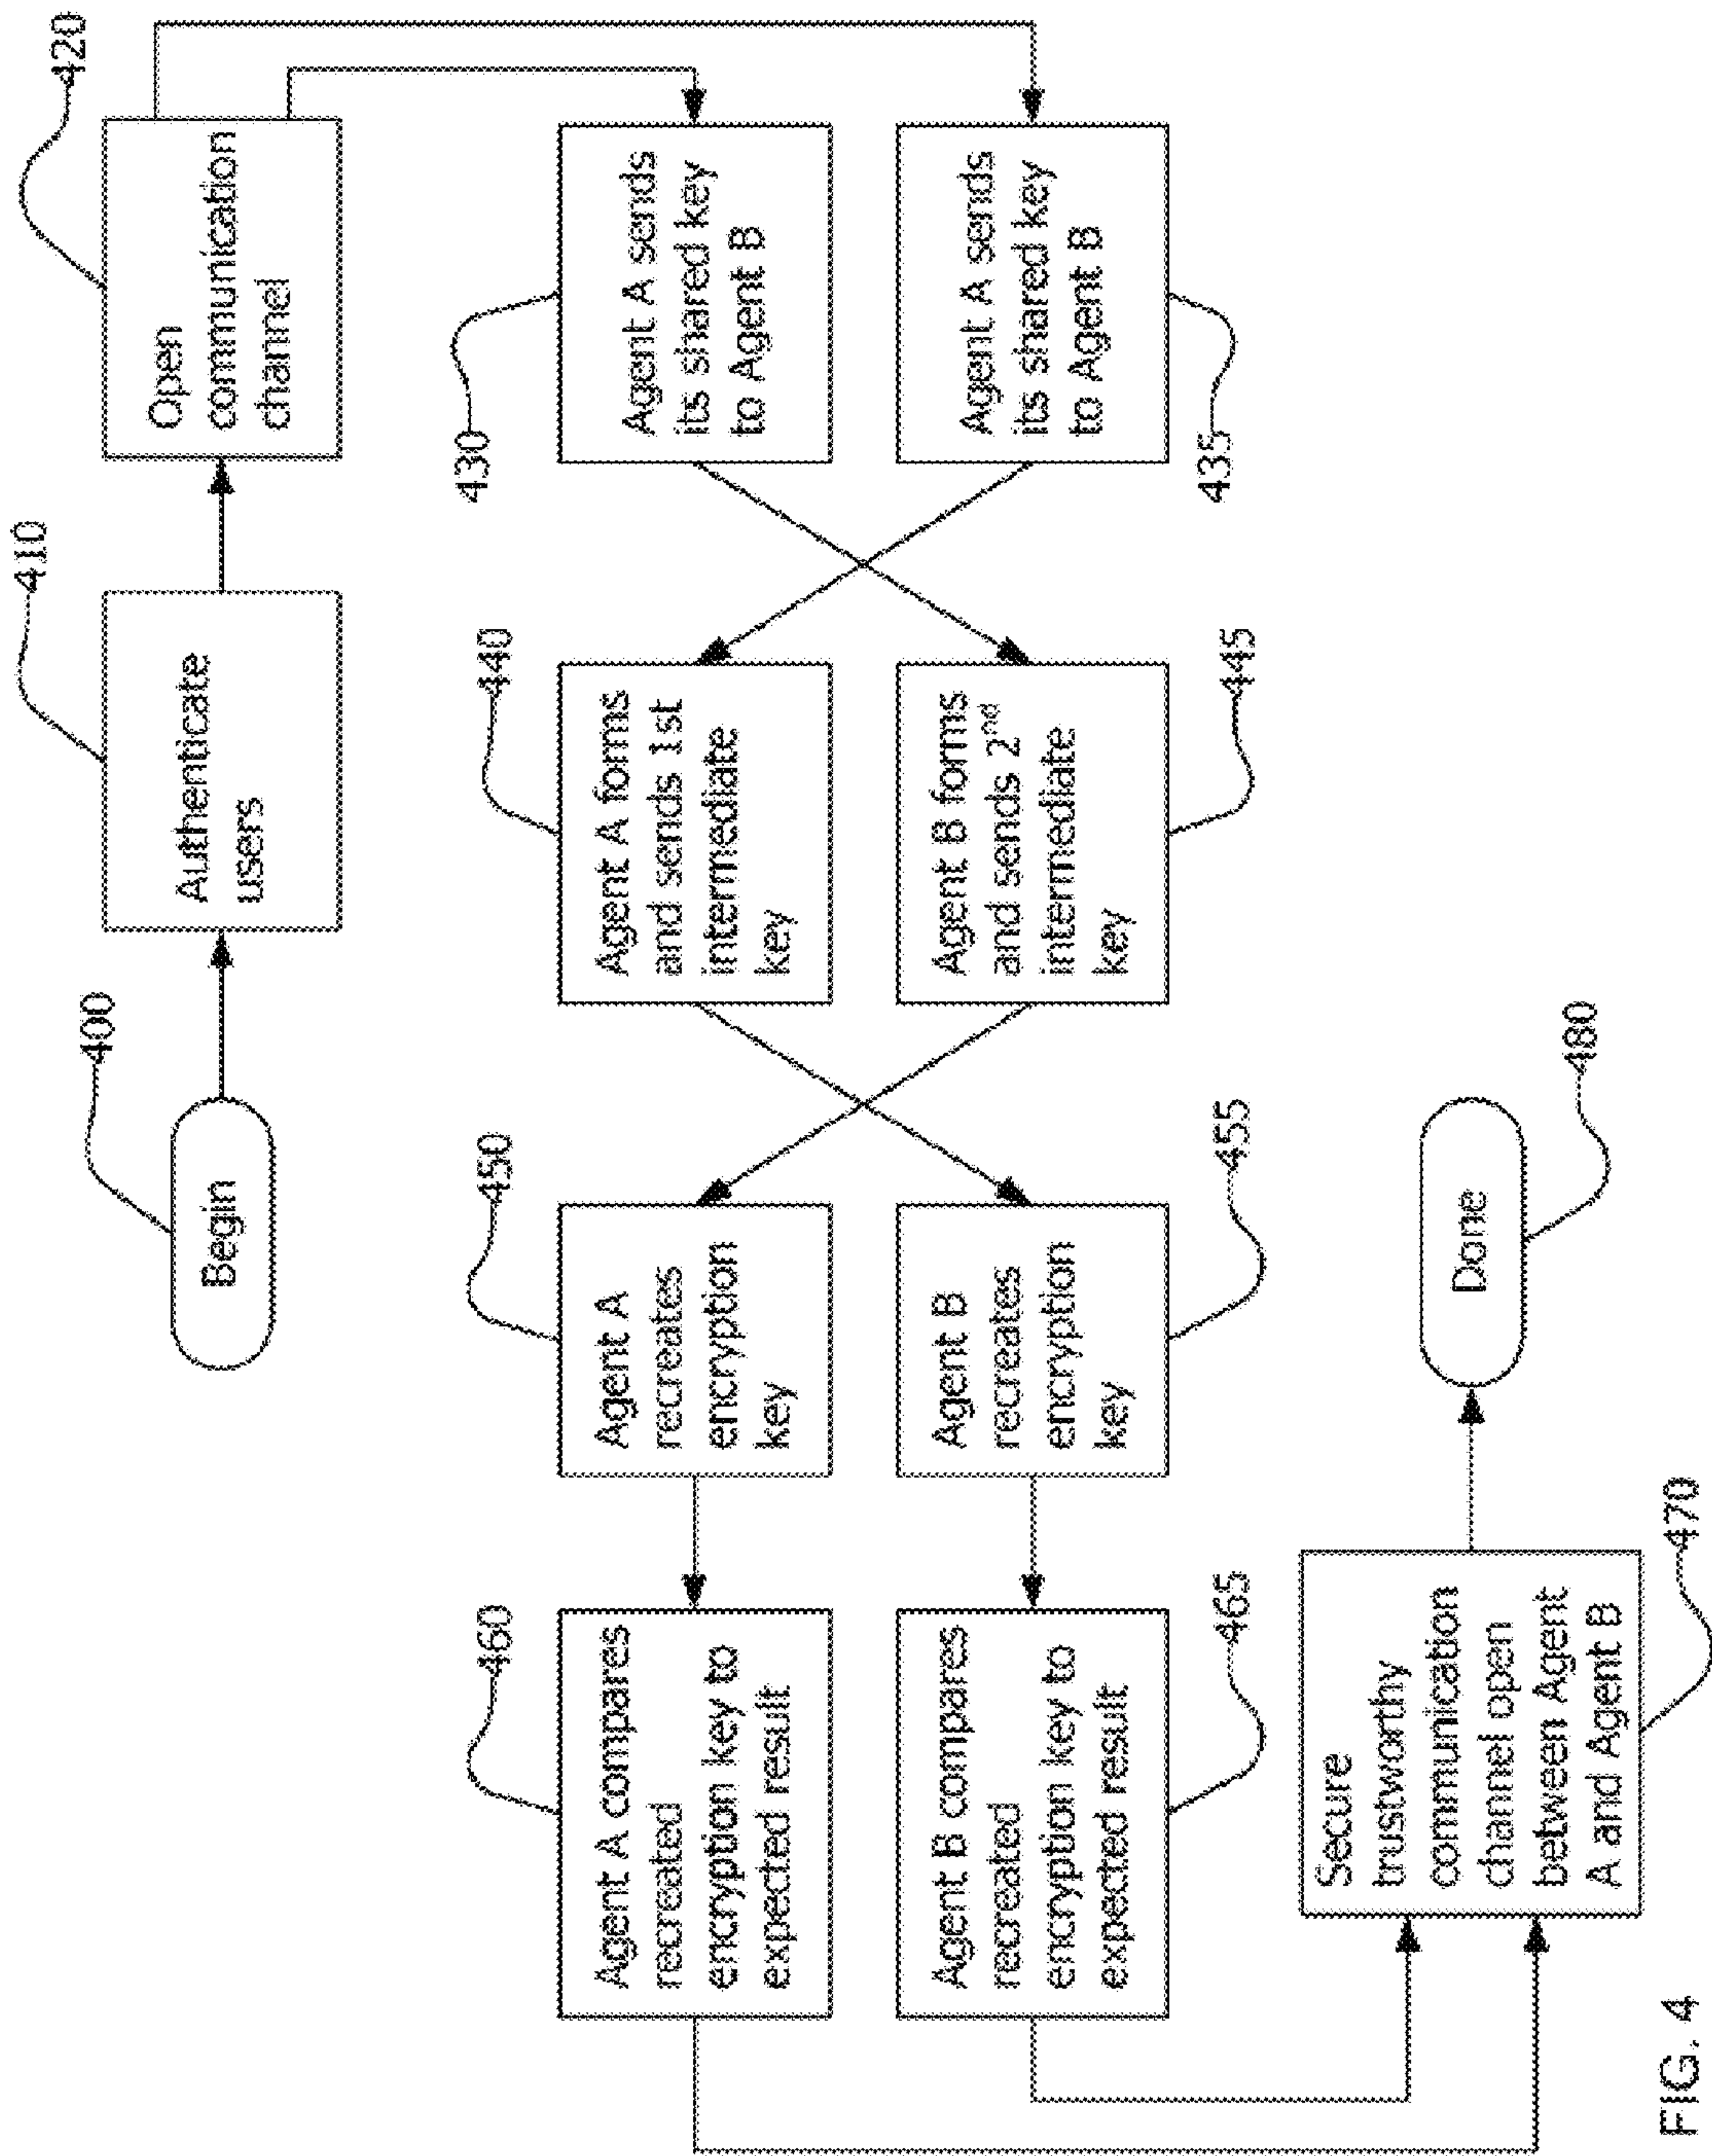 400
Begin
410
Authenticate
users
420
Open
communication
channel
430
Agent A sends
its shared key
to Agent B
435
Agent A sends
its shared key
to Agent B
440
Agent A forms
and sends 1st
intermediate
key
445
Agent B forms
and sends 2nd
intermediate
key
450
Agent A
recreates
encryption
key
455
Agent B
recreates
encryption
key
460
Agent A compares
recreated
encryption key to
expected result
465
Agent B compares
recreated
encryption key to
expected result
470
Secure
trustworthy
communication
channel open
between Agent
A and Agent B
480
Done
FIG. 4